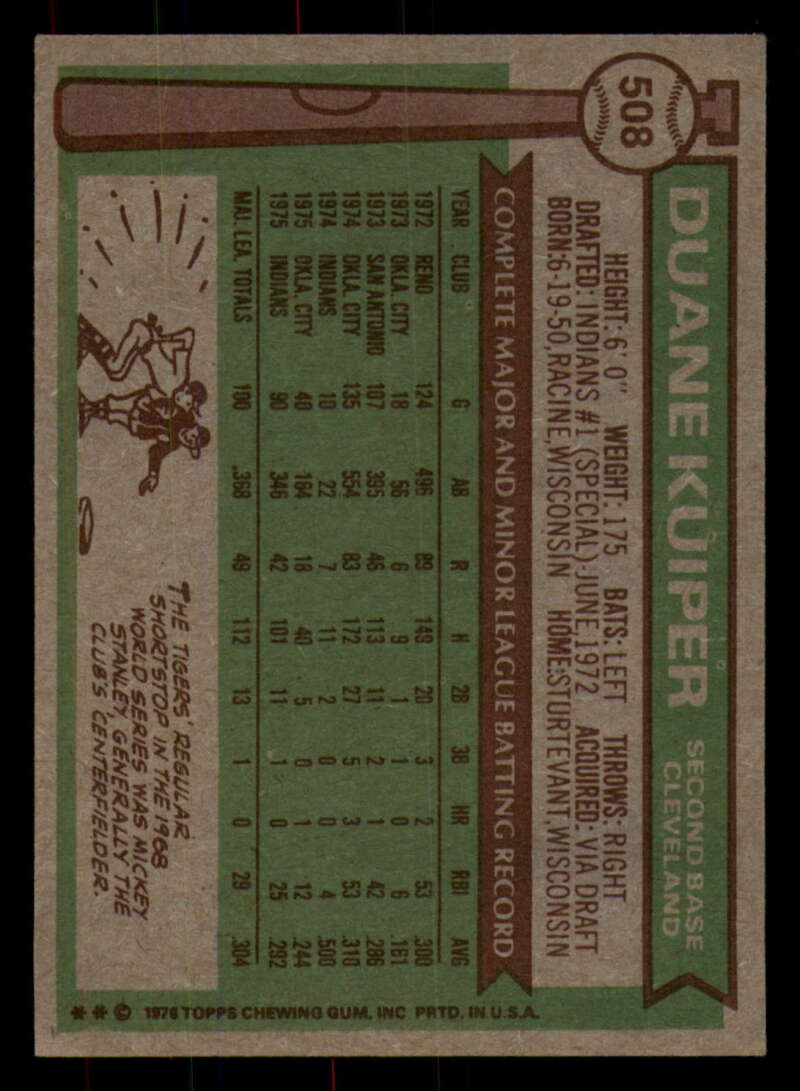 508
DUANE KUIPER
SECOND BASE
CLEVELAND
HEIGHT: 6' 0" WEIGHT: 175 BATS: LEFT THROWS: RIGHT
DRAFTED: INDIANS #1 (SPECIAL)-JUNE, 1972 ACQUIRED: VIA DRAFT
BORN: 6-19-50, RACINE, WISCONSIN HOME: STURTEVANT, WISCONSIN
COMPLETE MAJOR AND MINOR LEAGUE BATTING RECORD
YEAR CLUB G AB R H 2B 3B HR RBI AVG
1972 RENO 124 496 89 149 20 3 2 53 .300
1973 OKLA. CITY 18 56 6 9 1 1 0 6 .161
1973 SAN ANTONIO 107 395 46 113 11 2 1 42 .286
1974 OKLA. CITY 135 554 83 172 27 5 3 53 .310
1974 INDIANS 10 22 7 11 2 0 0 4 .500
1975 OKLA. CITY 40 164 18 40 5 0 1 12 .244
1975 INDIANS 90 346 42 101 11 1 0 25 .292
MAJ. LEA. TOTALS 100 .368 49 112 13 1 0 29 .304
THE TIGERS' REGULAR
SHORTSTOP IN THE 1968
WORLD SERIES WAS MICKEY
STANLEY, GENERALLY THE
CLUB'S CENTERFIELDER.
** © 1976 TOPPS CHEWING GUM, INC PRTD. IN U.S.A.